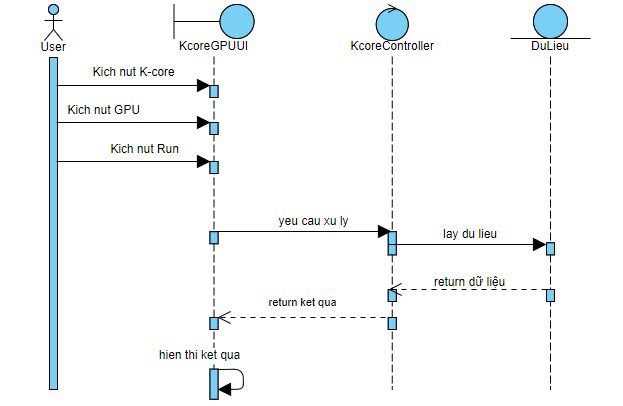 User
KcoreGPUUI
KcoreController
DuLieu
Kich nut K-core
Kich nut GPU
Kich nut Run
yeu cau xu ly
lay du lieu
return dữ liệu
return ket qua
hien thi ket qua